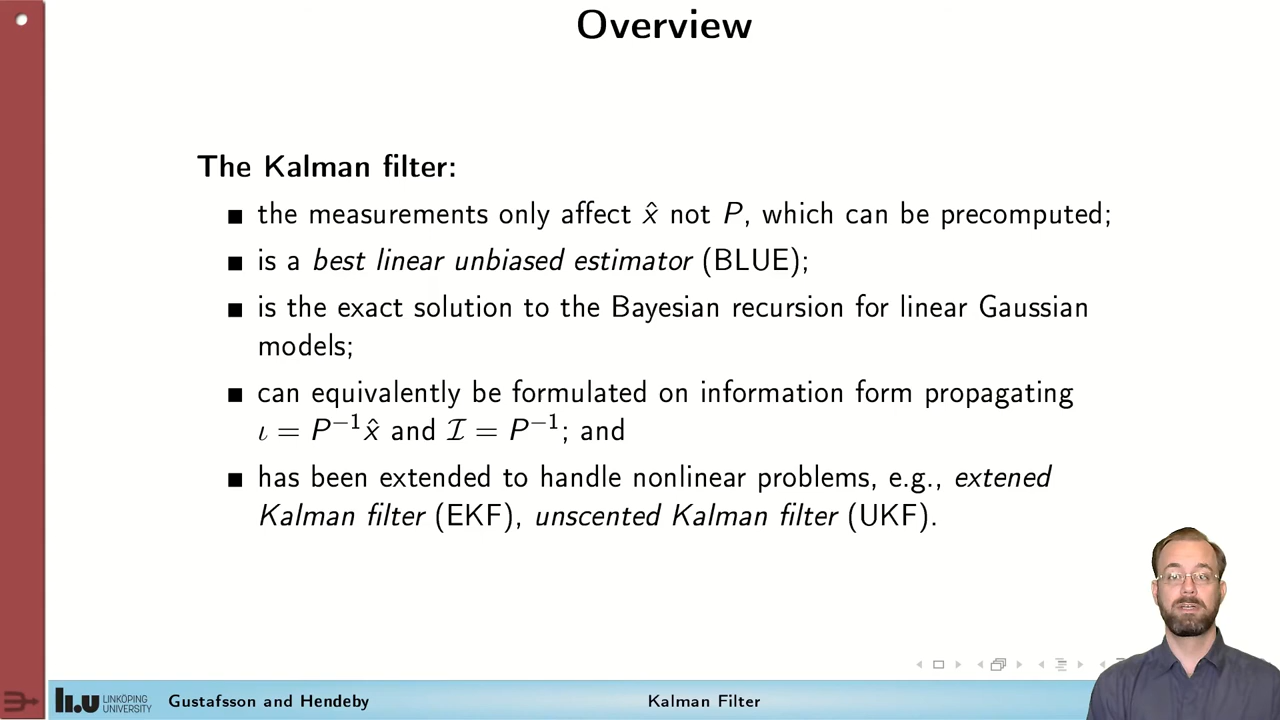 Overview
The Kalman filter:
■ the measurements only affect x̂ not P, which can be precomputed;
■ is a best linear unbiased estimator (BLUE);
■ is the exact solution to the Bayesian recursion for linear Gaussian
models;
■ can equivalently be formulated on information form propagating
ι = P⁻¹x̂ and ℐ = P⁻¹; and
■ has been extended to handle nonlinear problems, e.g., extened
Kalman filter (EKF), unscented Kalman filter (UKF).
li.u LINKÖPING
UNIVERSITY
Gustafsson and Hendeby
Kalman Filter